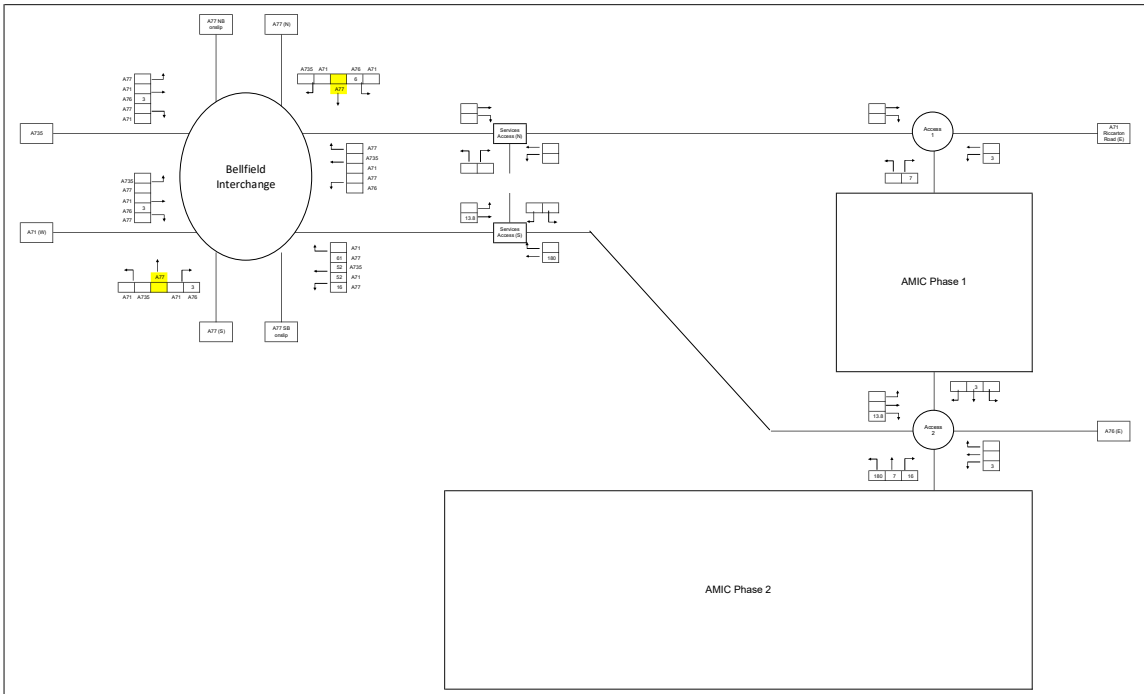 A77 NB
onslip
A77 (N)
A735 A71 A76 A71
6
A77
A77
A71
A76 3
A77
A71
A735
Bellfield
Interchange
A77
A735
A71
A77
A76
Services
Access (N)
Access
1
A71
Riccarton
Road (E)
3
7
A735
A77
A71
A76 3
A77
A71 (W)
13.8
Services
Access (S)
180
A71
61 A77
52 A735
52 A71
16 A77
A77
3
A71 A735 A71 A76
A77 (S)
A77 SB
onslip
AMIC Phase 1
3
13.8
Access
2
A76 (E)
3
180 7 16
AMIC Phase 2